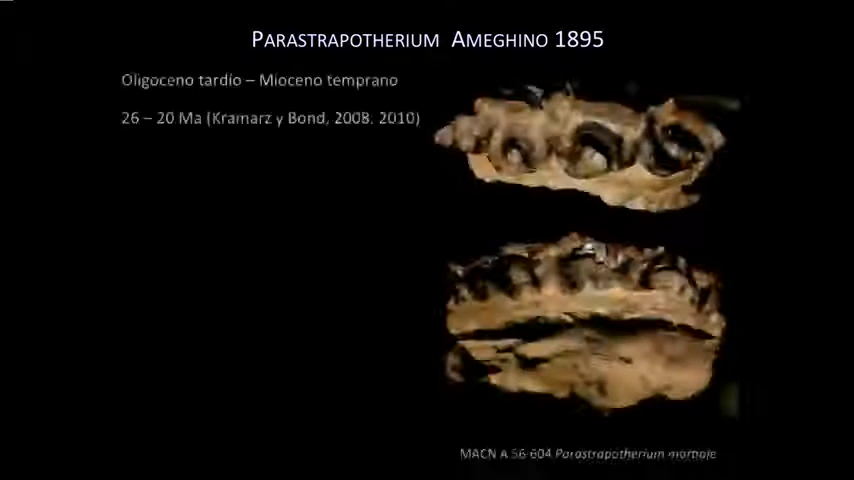 PARASTRAPOTHERIUM AMEGHINO 1895
Oligoceno tardío – Mioceno temprano
26 – 20 Ma (Kramarz y Bond, 2008. 2010)
MACN A 56-604 Parastrapotherium